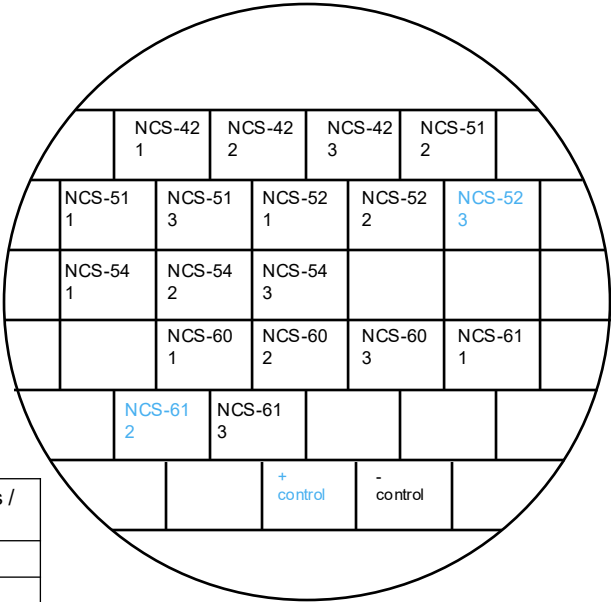 NCS-42 NCS-42 NCS-42 NCS-51
1 2 3 2
NCS-51 NCS-51 NCS-52 NCS-52 NCS-52
1 3 1 2 3
NCS-54 NCS-54 NCS-54
1 2 3
NCS-60 NCS-60 NCS-60 NCS-61
1 2 3 1
NCS-61 NCS-61
2 3
+ -
control control
s /